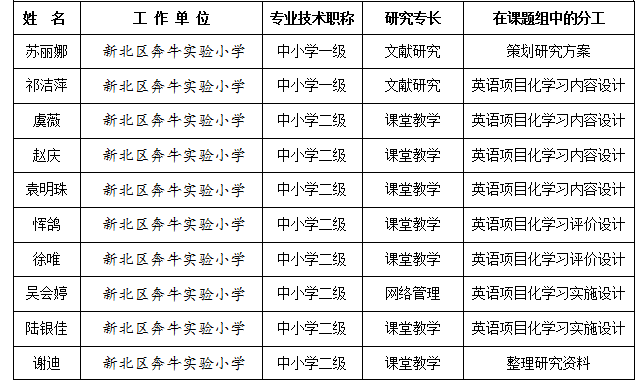 姓 名 工 作 单 位 专业技术职称 研究专长 在课题组中的分工
苏丽娜 新北区奔牛实验小学 中小学一级 文献研究 策划研究方案
祁洁萍 新北区奔牛实验小学 中小学一级 文献研究 英语项目化学习内容设计
虞薇 新北区奔牛实验小学 中小学二级 课堂教学 英语项目化学习内容设计
赵庆 新北区奔牛实验小学 中小学二级 课堂教学 英语项目化学习内容设计
袁明珠 新北区奔牛实验小学 中小学二级 课堂教学 英语项目化学习内容设计
恽鸽 新北区奔牛实验小学 中小学二级 课堂教学 英语项目化学习评价设计
徐唯 新北区奔牛实验小学 中小学二级 课堂教学 英语项目化学习评价设计
吴会婷 新北区奔牛实验小学 中小学二级 网络管理 英语项目化学习实施设计
陆银佳 新北区奔牛实验小学 中小学二级 课堂教学 英语项目化学习实施设计
谢迪 新北区奔牛实验小学 中小学二级 课堂教学 整理研究资料